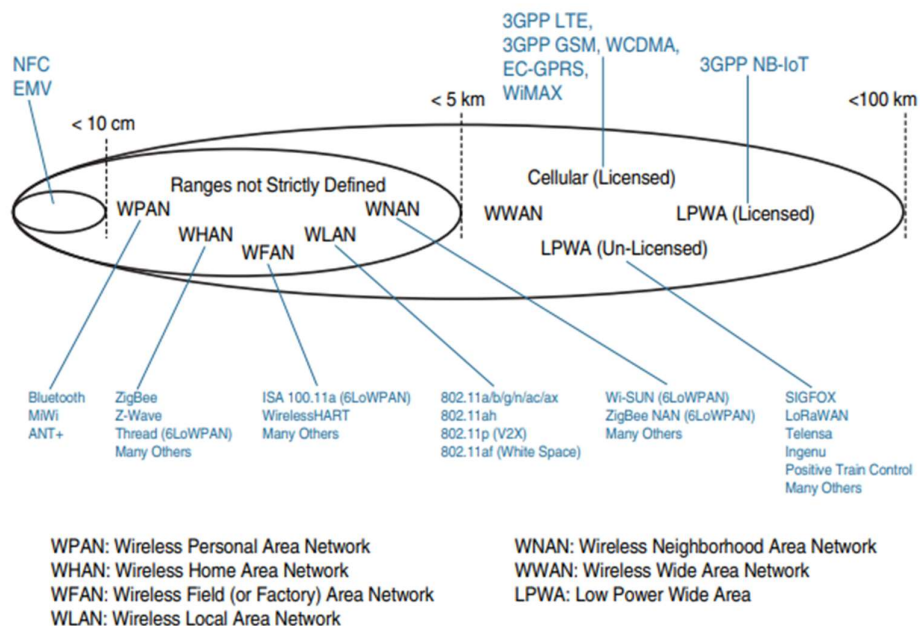 3GPP LTE,
3GPP GSM, WCDMA,
EC-GPRS,
WiMAX
3GPP NB-IoT
NFC
EMV
< 10 cm
< 5 km
<100 km
Ranges not Strictly Defined
Cellular (Licensed)
WPAN
WNAN
WWAN
LPWA (Licensed)
WHAN
WLAN
WFAN
LPWA (Un-Licensed)
Bluetooth
MiWi
ANT+
ZigBee
Z-Wave
Thread (6LoWPAN)
Many Others
ISA 100.11a (6LoWPAN)
WirelessHART
Many Others
802.11a/b/g/n/ac/ax
802.11ah
802.11p (V2X)
802.11af (White Space)
Wi-SUN (6LoWPAN)
ZigBee NAN (6LoWPAN)
Many Others
SIGFOX
LoRaWAN
Telensa
Ingenu
Positive Train Control
Many Others
WPAN: Wireless Personal Area Network
WHAN: Wireless Home Area Network
WFAN: Wireless Field (or Factory) Area Network
WLAN: Wireless Local Area Network
WNAN: Wireless Neighborhood Area Network
WWAN: Wireless Wide Area Network
LPWA: Low Power Wide Area